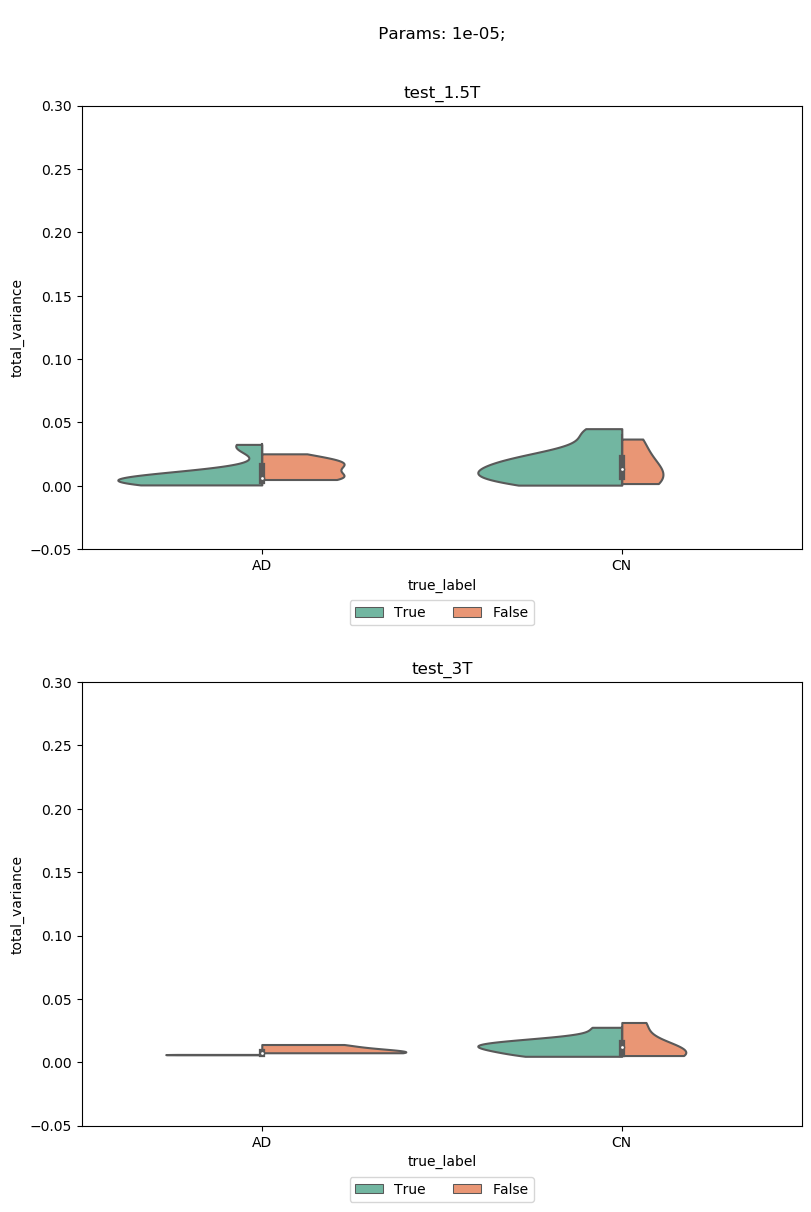 Params: 1e-05;
test_1.5T
0.30
0.25
0.20
0.15
0.10
0.05
0.00
−0.05
total_variance
AD
CN
true_label
True
False
test_3T
0.30
0.25
0.20
0.15
0.10
0.05
0.00
−0.05
total_variance
AD
CN
true_label
True
False